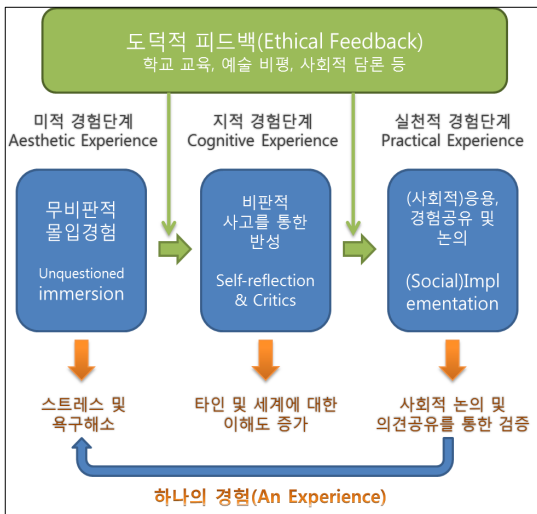 도덕적 피드백(Ethical Feedback)
학교 교육, 예술 비평, 사회적 담론 등
미적 경험단계
Aesthetic Experience
지적 경험단계
Cognitive Experience
실천적 경험단계
Practical Experience
무비판적
몰입경험
Unquestioned
immersion
비판적
사고를 통한
반성
Self-reflection
& Critics
(사회적)응용,
경험공유 및
논의
(Social)Impl
ementation
스트레스 및
욕구해소
타인 및 세계에 대한
이해도 증가
사회적 논의 및
의견공유를 통한 검증
하나의 경험(An Experience)